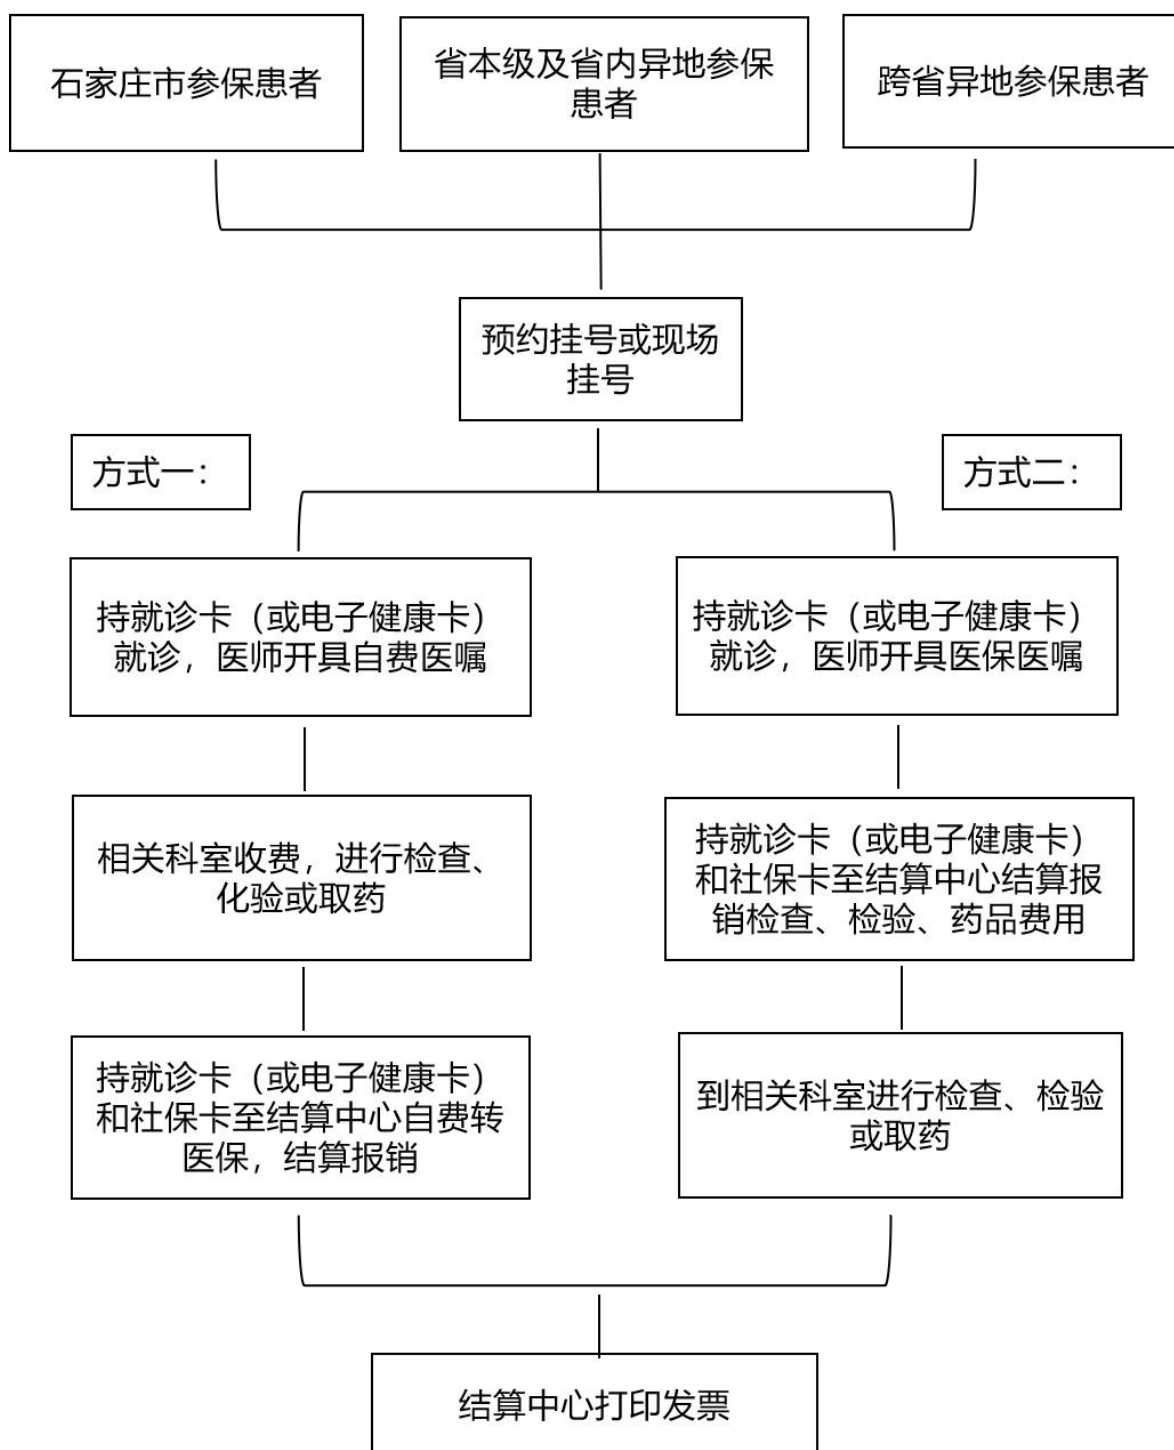 石家庄市参保患者
省本级及省内异地参保
患者
跨省异地参保患者
预约挂号或现场
挂号
方式一：
方式二：
持就诊卡（或电子健康卡）
就诊，医师开具自费医嘱
持就诊卡（或电子健康卡）
就诊，医师开具医保医嘱
相关科室收费，进行检查、
化验或取药
持就诊卡（或电子健康卡）
和社保卡至结算中心结算报
销检查、检验、药品费用
持就诊卡（或电子健康卡）
和社保卡至结算中心自费转
医保，结算报销
到相关科室进行检查、检验
或取药
结算中心打印发票